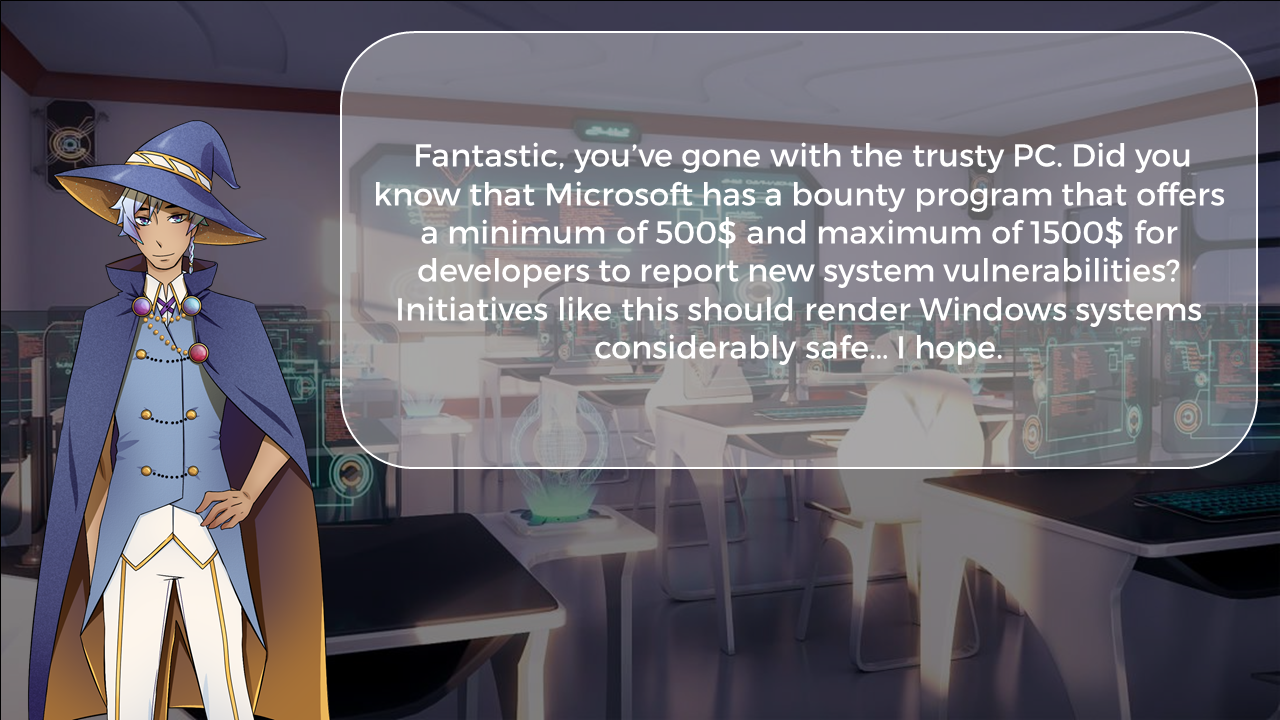 Fantastic, you’ve gone with the trusty PC. Did you
know that Microsoft has a bounty program that offers
a minimum of 500$ and maximum of 1500$ for
developers to report new system vulnerabilities?
Initiatives like this should render Windows systems
considerably safe... I hope.